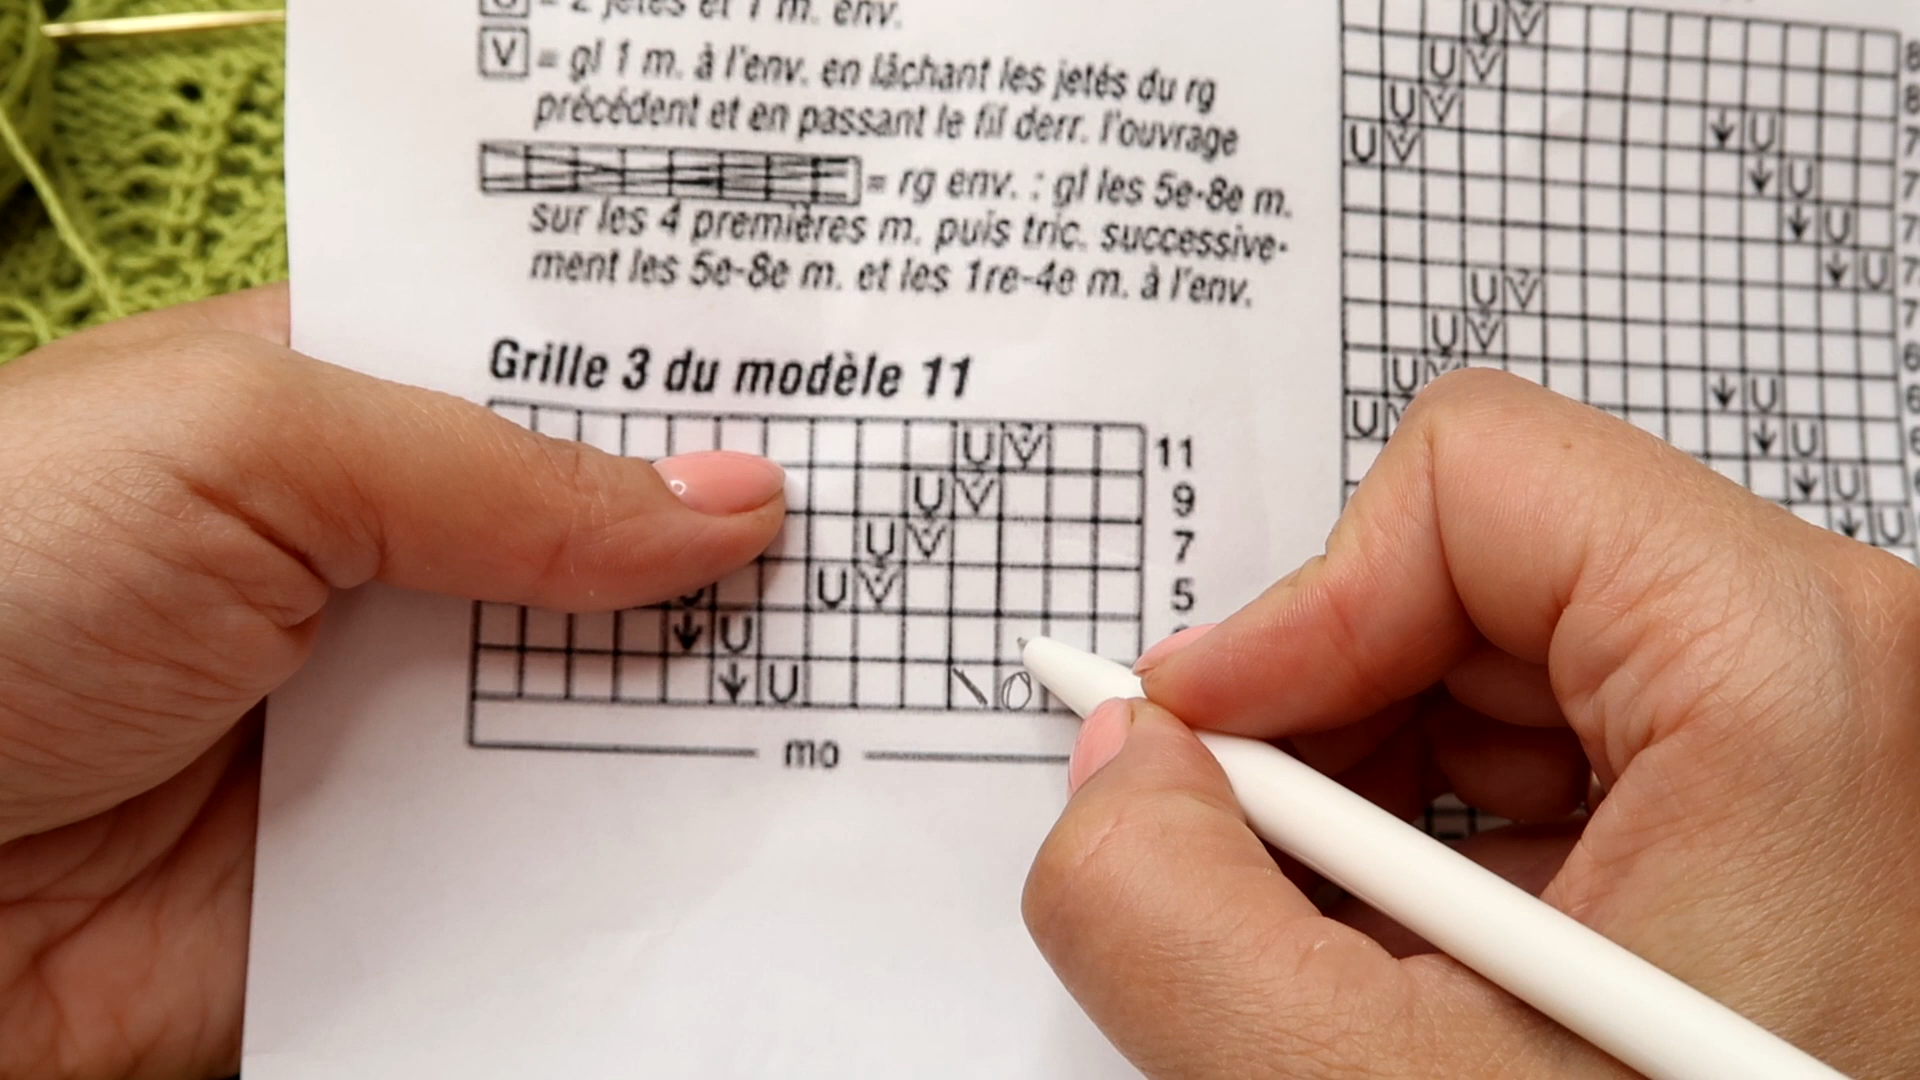 = 2 jetés et 1 m. env.
V = gl 1 m. à l'env. en lâchant les jetés du rg
précédent et en passant le fil derr. l'ouvrage
= rg env. : gl les 5e-8e m.
sur les 4 premières m. puis tric. successive-
ment les 5e-8e m. et les 1re-4e m. à l'env.
Grille 3 du modèle 11
U V 11
U V 9
U V 7
U V 5
↓ U
↓ U \ O
mo
U V
U V
U V
U V ↓ U
↓ U
↓ U
↓ U
U V
U V
U ↓ U
U ↓ U
↓ U
↓ U